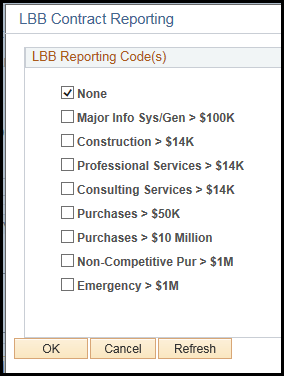 LBB Contract Reporting
LBB Reporting Code(s)
None
Major Info Sys/Gen > $100K
Construction > $14K
Professional Services > $14K
Consulting Services > $14K
Purchases > $50K
Purchases > $10 Million
Non-Competitive Pur > $1M
Emergency > $1M
OK Cancel Refresh